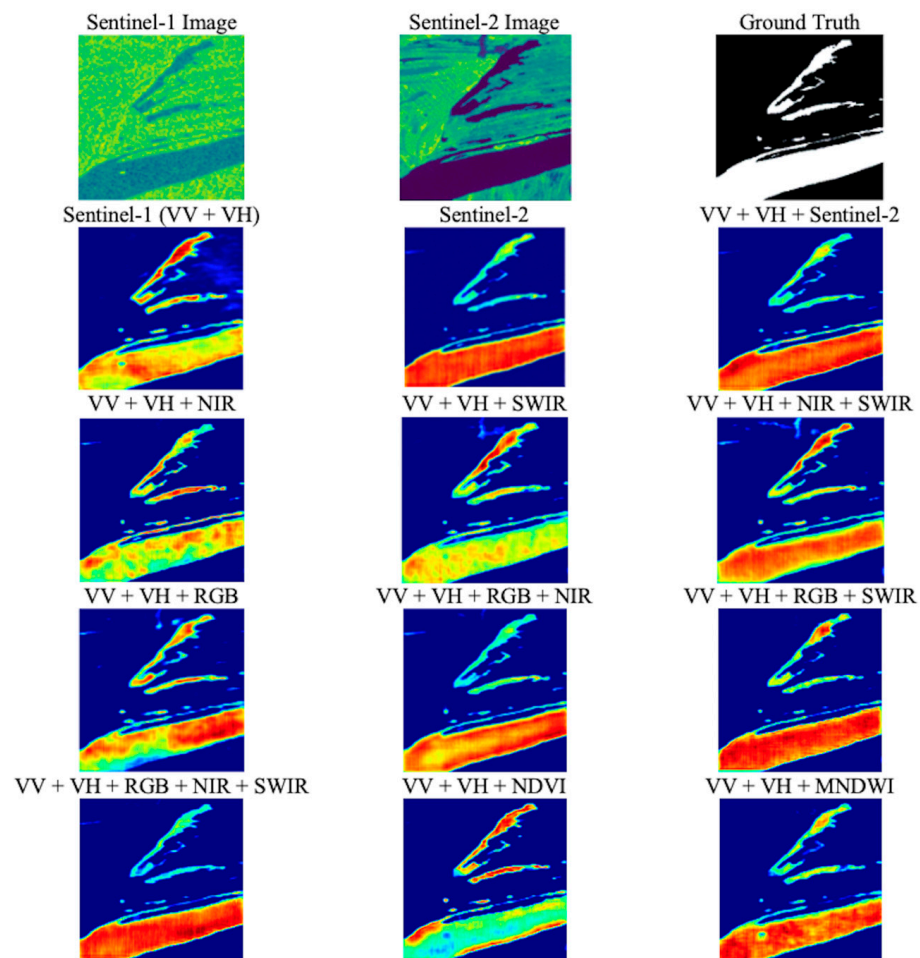 Sentinel-1 Image Sentinel-2 Image Ground Truth
Sentinel-1 (VV + VH) Sentinel-2 VV + VH + Sentinel-2
VV + VH + NIR VV + VH + SWIR VV + VH + NIR + SWIR
VV + VH + RGB VV + VH + RGB + NIR VV + VH + RGB + SWIR
VV + VH + RGB + NIR + SWIR VV + VH + NDVI VV + VH + MNDWI